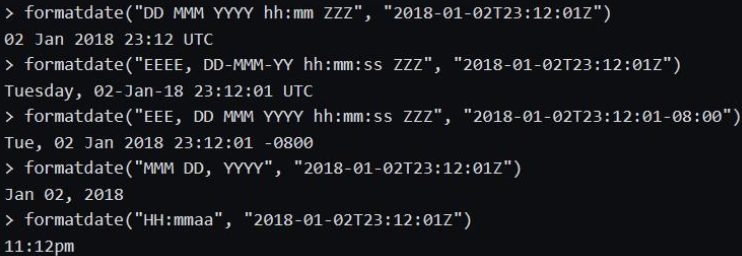 > formatdate("DD MMM YYYY hh:mm ZZZ", "2018-01-02T23:12:01Z")
02 Jan 2018 23:12 UTC
> formatdate("EEEE, DD-MMM-YY hh:mm:ss ZZZ", "2018-01-02T23:12:01Z")
Tuesday, 02-Jan-18 23:12:01 UTC
> formatdate("EEE, DD MMM YYYY hh:mm:ss ZZZ", "2018-01-02T23:12:01-08:00")
Tue, 02 Jan 2018 23:12:01 -0800
> formatdate("MMM DD, YYYY", "2018-01-02T23:12:01Z")
Jan 02, 2018
> formatdate("HH:mmaa", "2018-01-02T23:12:01Z")
11:12pm